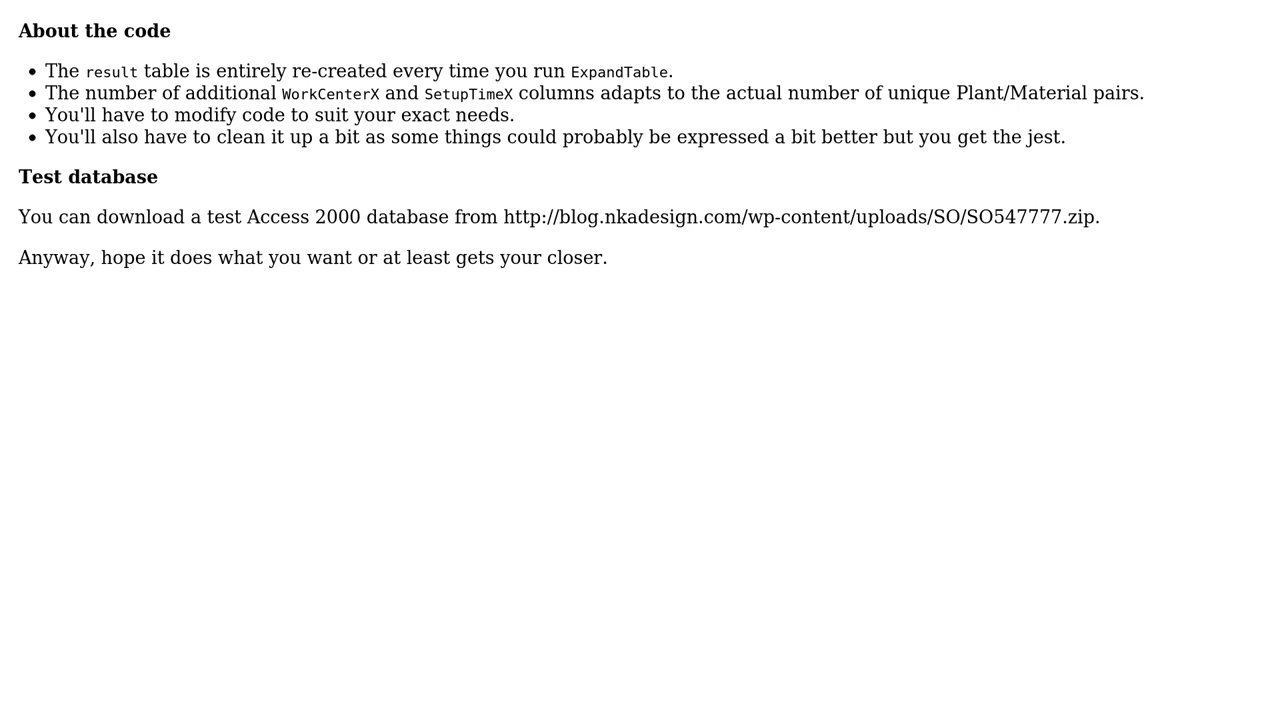 About the code
• The result table is entirely re-created every time you run ExpandTable.
• The number of additional WorkCenterX and SetupTimeX columns adapts to the actual number of unique Plant/Material pairs.
• You'll have to modify code to suit your exact needs.
• You'll also have to clean it up a bit as some things could probably be expressed a bit better but you get the jest.
Test database
You can download a test Access 2000 database from http://blog.nkadesign.com/wp-content/uploads/SO/SO547777.zip.
Anyway, hope it does what you want or at least gets your closer.